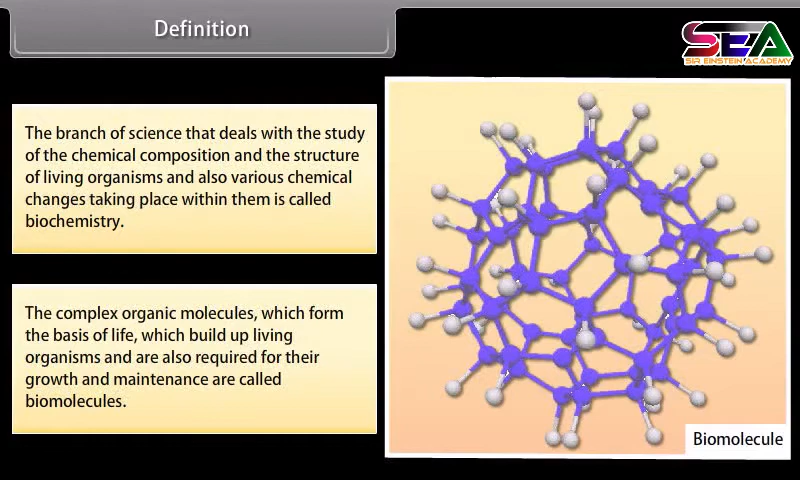 Definition
SEA
SIR EINSTEIN ACADEMY
The branch of science that deals with the study
of the chemical composition and the structure
of living organisms and also various chemical
changes taking place within them is called
biochemistry.
The complex organic molecules, which form
the basis of life, which build up living
organisms and are also required for their
growth and maintenance are called
biomolecules.
Biomolecule